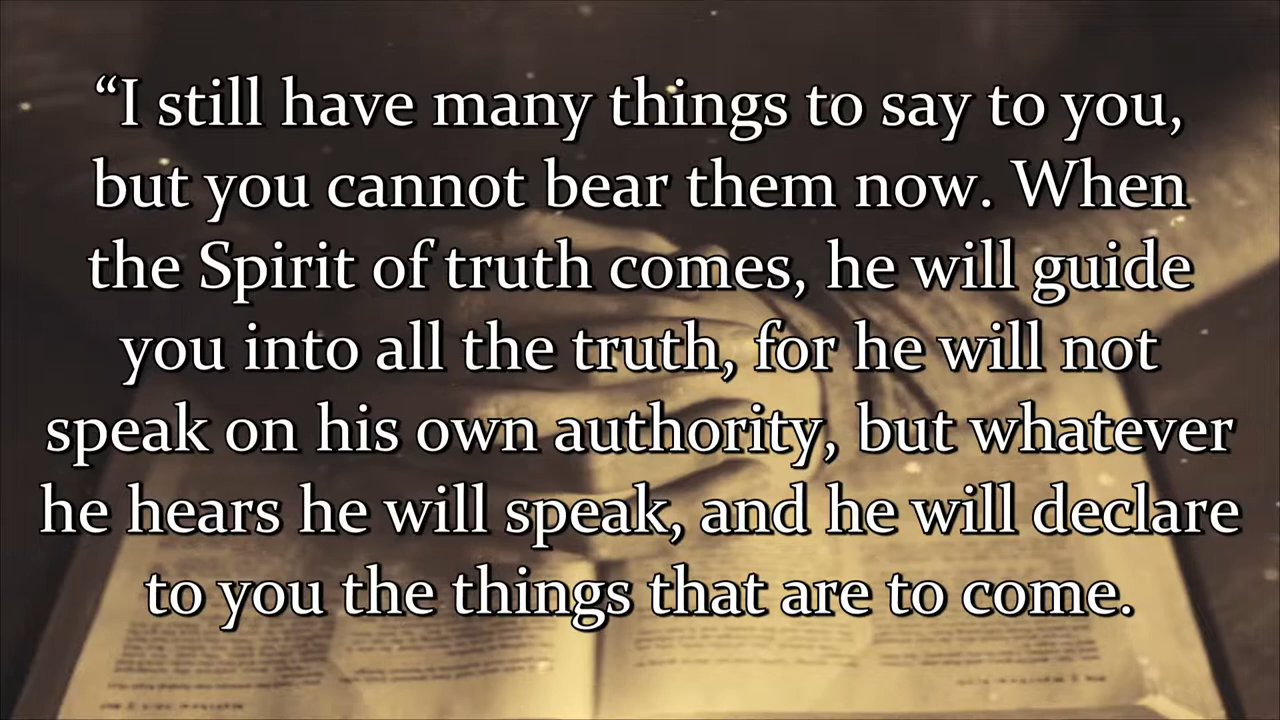 “I still have many things to say to you,
but you cannot bear them now. When
the Spirit of truth comes, he will guide
you into all the truth, for he will not
speak on his own authority, but whatever
he hears he will speak, and he will declare
to you the things that are to come.